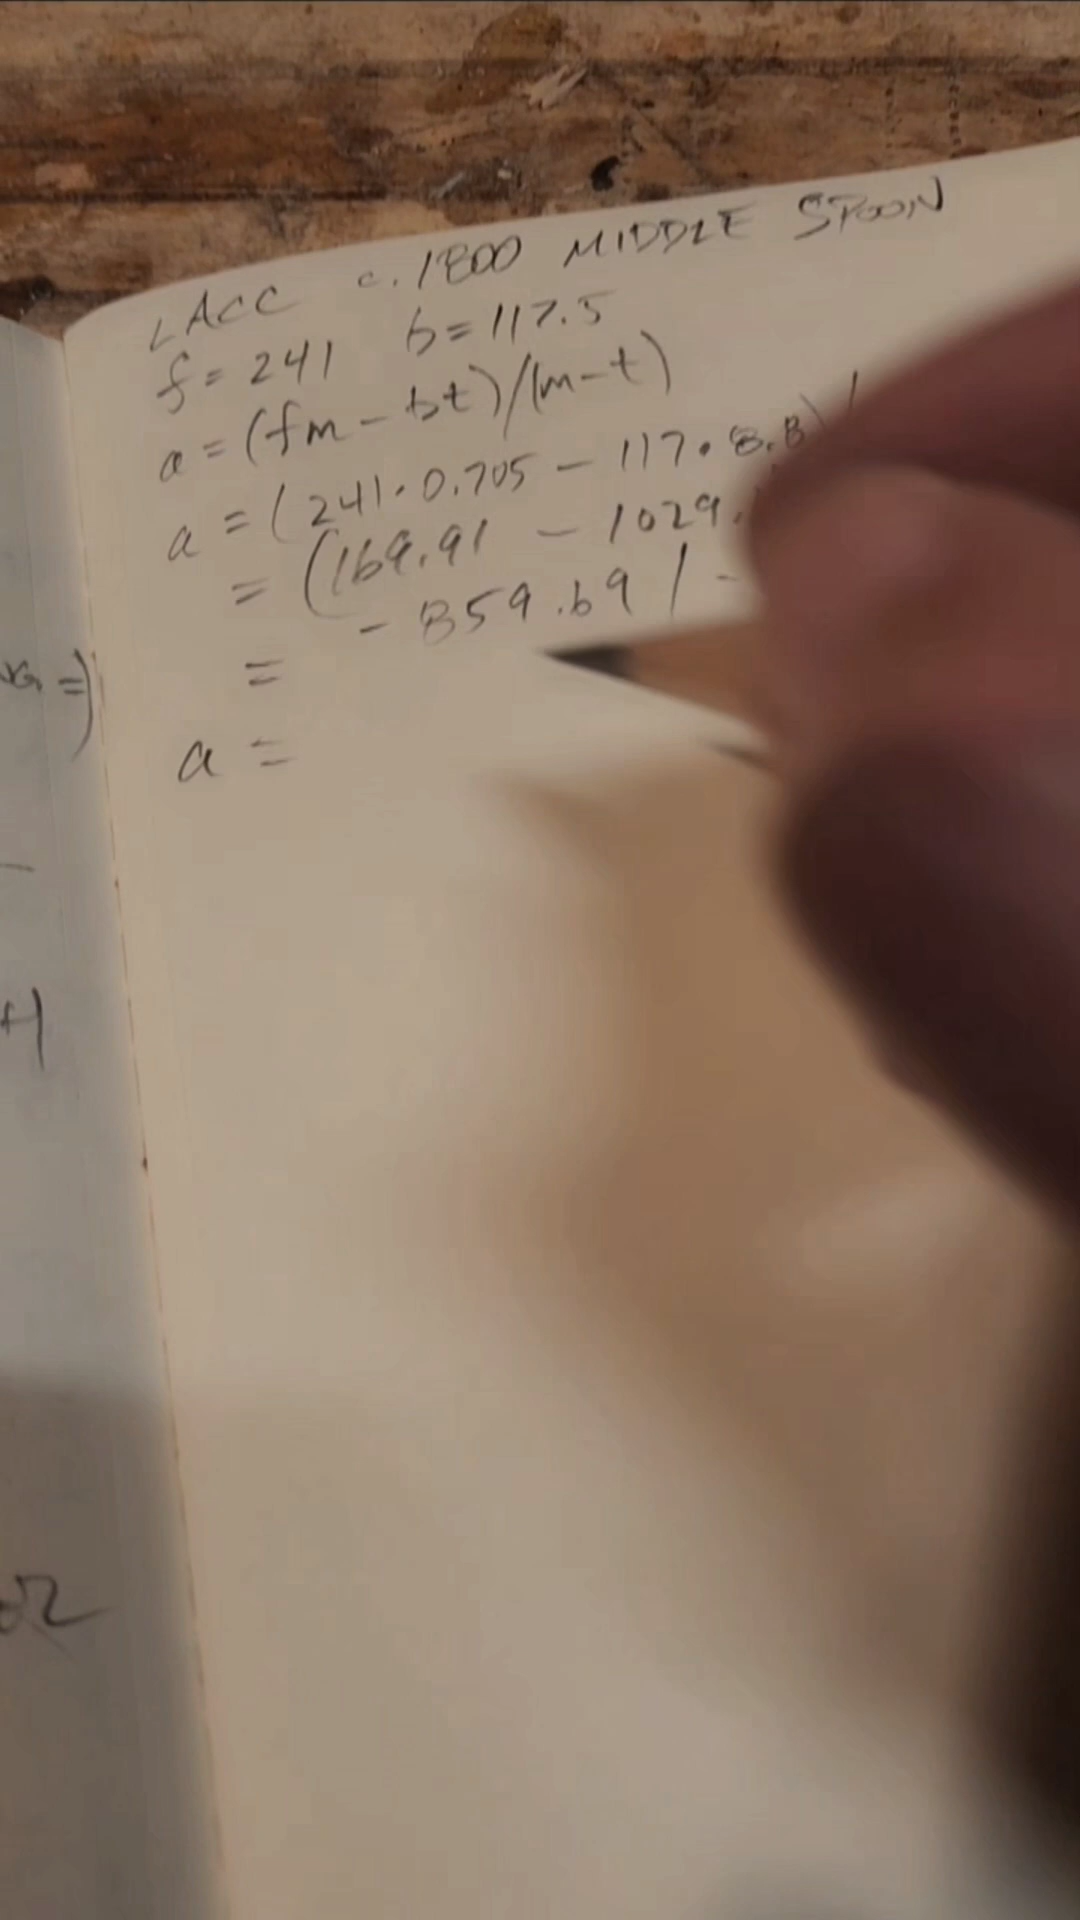 LACC c. 1800 MIDDLE SPOON
f = 241 b = 117.5
a = (fm - bt)/(m-t)
a = (241 · 0.705 - 117 · 8.8) /
= (169.91 - 1029.
- 859.69 / -
=
a =
=)